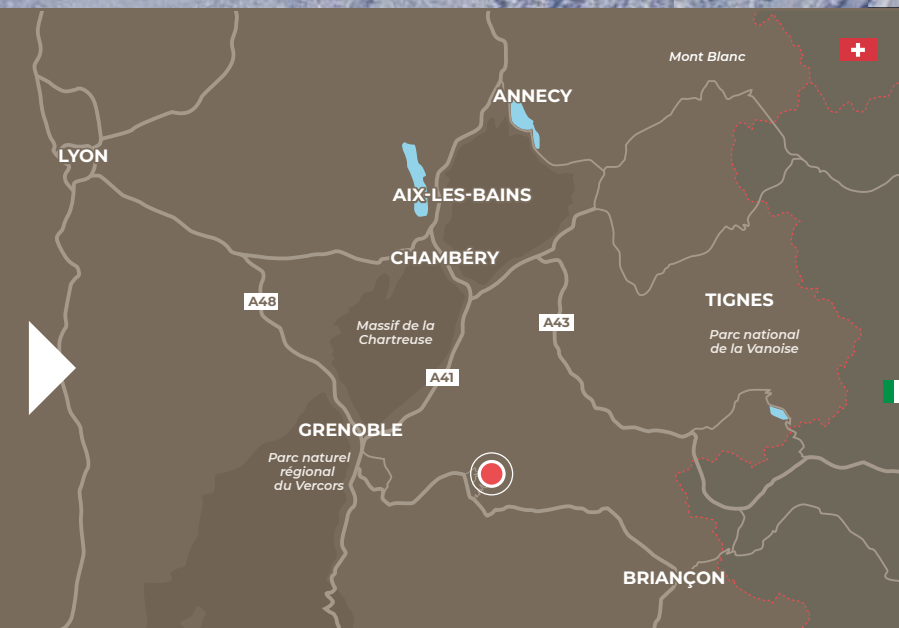 Mont Blanc
ANNECY
LYON
AIX-LES-BAINS
CHAMBÉRY
A48
TIGNES
A43
Massif de la
Chartreuse
Parc national
de la Vanoise
A41
GRENOBLE
Parc naturel
régional
du Vercors
BRIANÇON